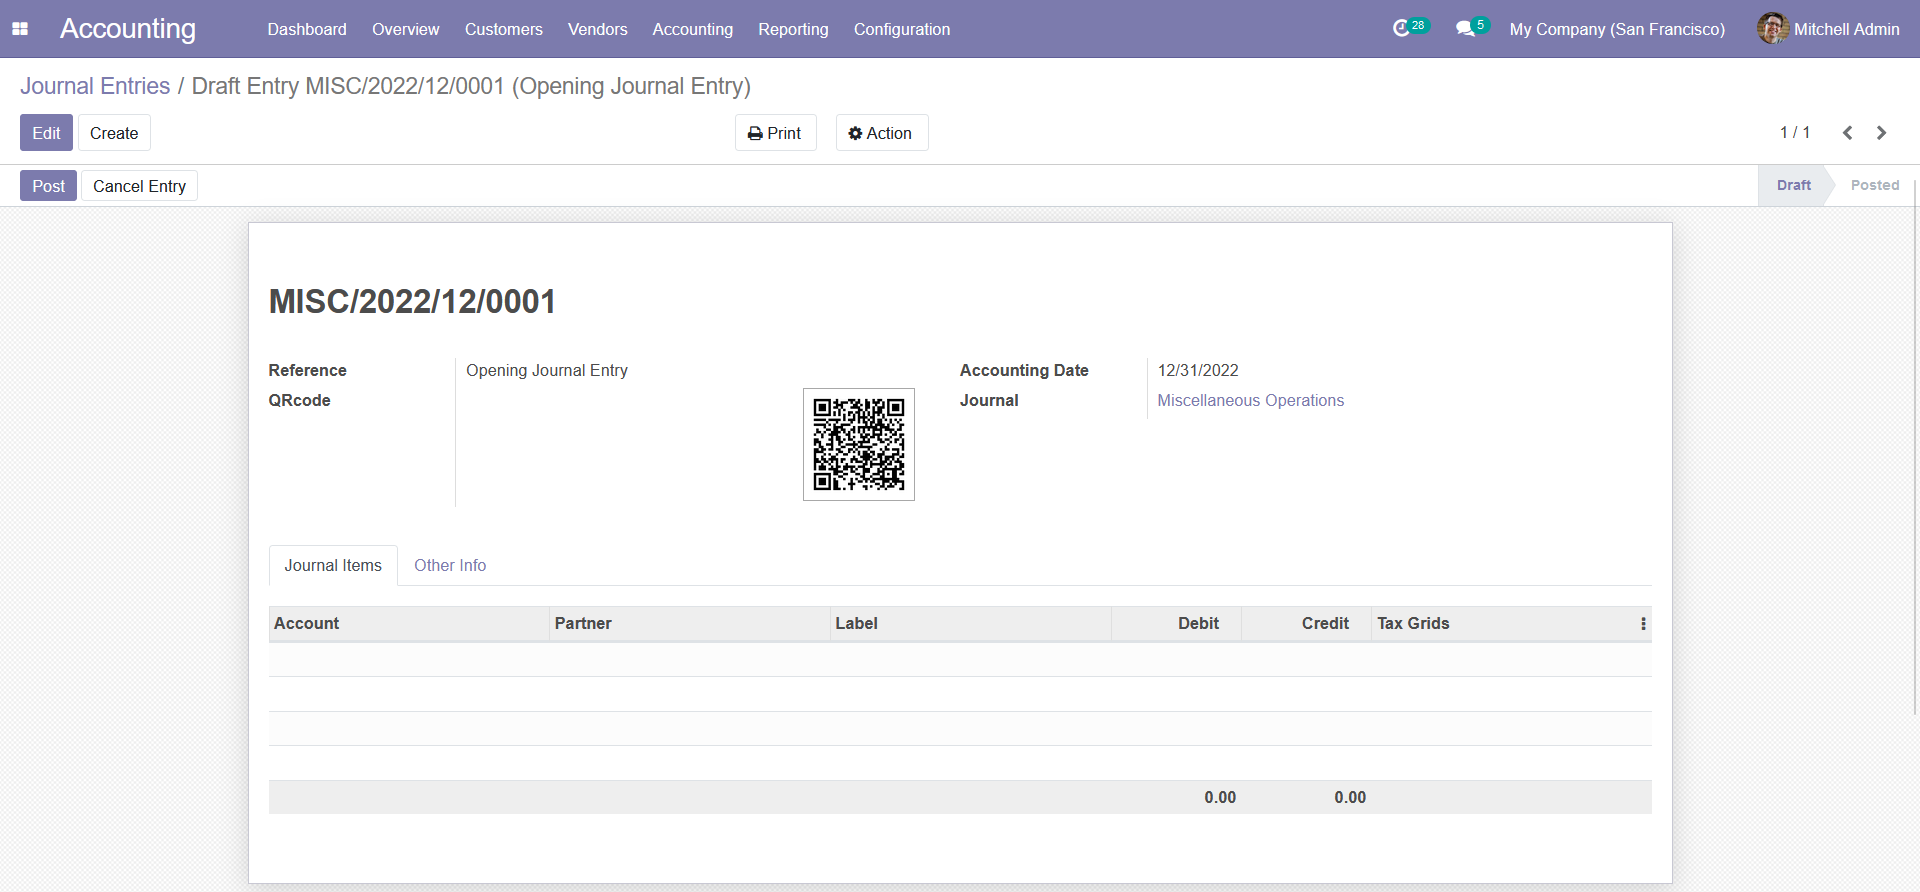 Accounting Dashboard Overview Customers Vendors Accounting Reporting Configuration 28 5 My Company (San Francisco) Mitchell Admin
Journal Entries / Draft Entry MISC/2022/12/0001 (Opening Journal Entry)
Edit Create Print Action 1 / 1
Post Cancel Entry Draft Posted
MISC/2022/12/0001
Reference Opening Journal Entry Accounting Date 12/31/2022
QRcode Journal Miscellaneous Operations
Journal Items Other Info
Account Partner Label Debit Credit Tax Grids
0.00 0.00